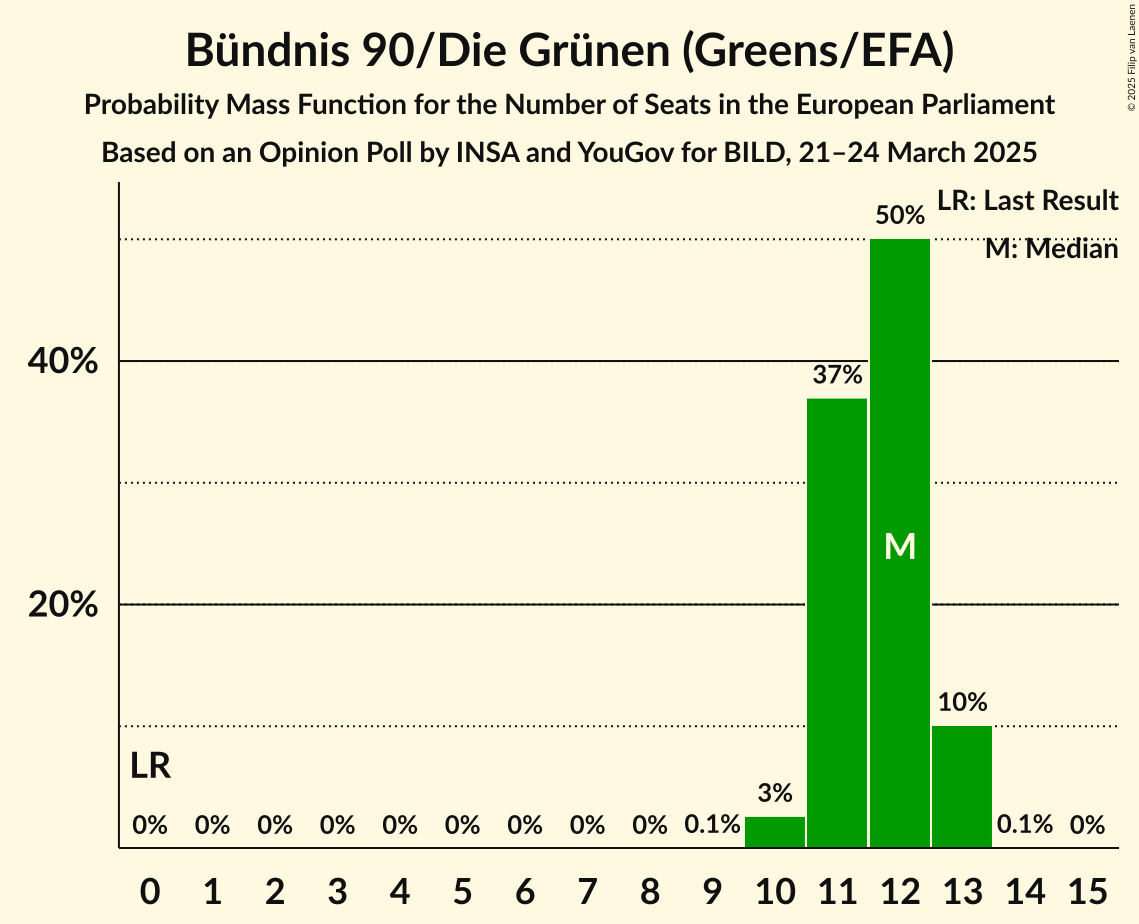 Bündnis 90/Die Grünen (Greens/EFA)
Probability Mass Function for the Number of Seats in the European Parliament
Based on an Opinion Poll by INSA and YouGov for BILD, 21–24 March 2025
© 2025 Filip van Laenen
LR: Last Result
M: Median
50%
40%
37%
M
20%
10%
LR
3%
0% 0% 0% 0% 0% 0% 0% 0% 0% 0.1% 0.1% 0%
0 1 2 3 4 5 6 7 8 9 10 11 12 13 14 15